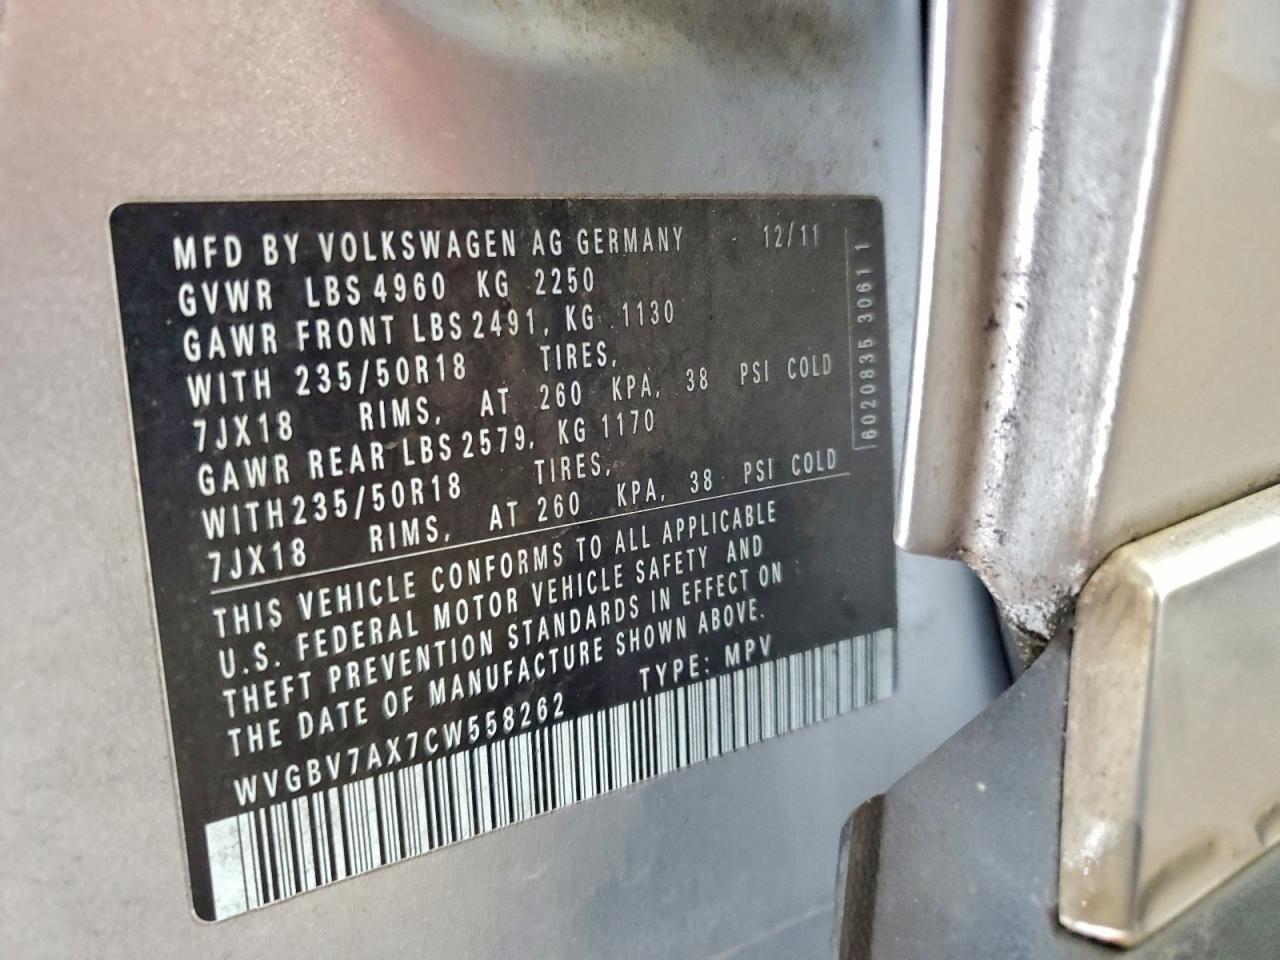 MFD BY VOLKSWAGEN AG GERMANY 12/11
GVWR LBS 4960 KG 2250
GAWR FRONT LBS 2491, KG 1130
WITH 235/50R18 TIRES,
7JX18 RIMS, AT 260 KPA, 38 PSI COLD
GAWR REAR LBS 2579, KG 1170
WITH 235/50R18 TIRES,
7JX18 RIMS, AT 260 KPA, 38 PSI COLD
THIS VEHICLE CONFORMS TO ALL APPLICABLE
U.S. FEDERAL MOTOR VEHICLE SAFETY AND
THEFT PREVENTION STANDARDS IN EFFECT ON
THE DATE OF MANUFACTURE SHOWN ABOVE.
WVGBV7AX7CW558262 TYPE: MPV
6020835 3061 1